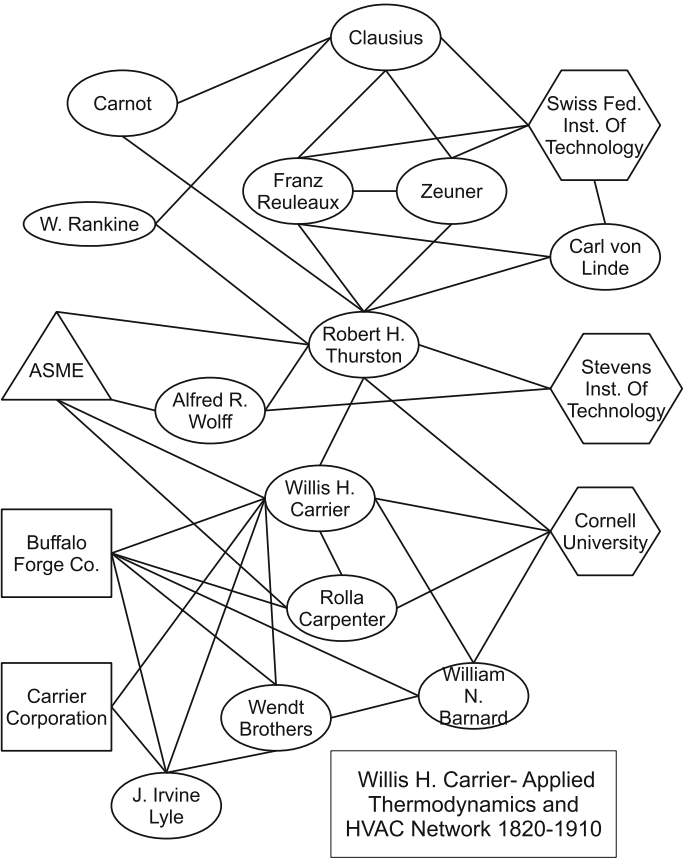 Clausius
Carnot
Swiss Fed.
Inst. Of
Technology
Franz
Reuleaux
Zeuner
W. Rankine
Carl von
Linde
Robert H.
Thurston
ASME
Stevens
Inst. Of
Technology
Alfred R.
Wolff
Willis H.
Carrier
Cornell
University
Buffalo
Forge Co.
Rolla
Carpenter
William
N.
Barnard
Carrier
Corporation
Wendt
Brothers
J. Irvine
Lyle
Willis H. Carrier- Applied
Thermodynamics and
HVAC Network 1820-1910